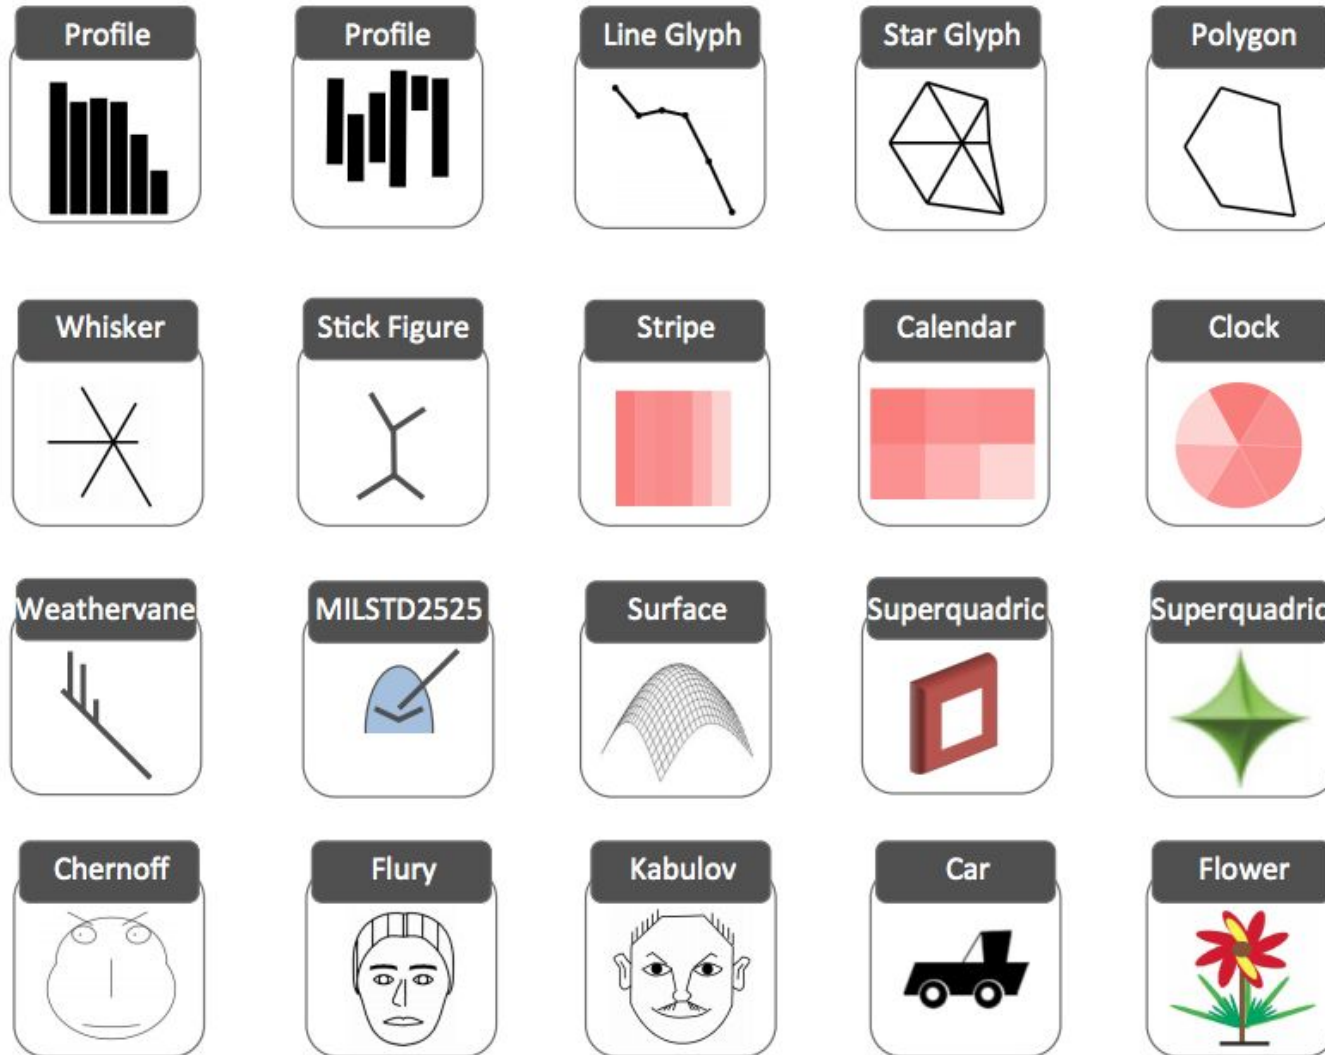 Profile
Profile
Line Glyph
Star Glyph
Polygon
Whisker
Stick Figure
Stripe
Calendar
Clock
Weathervane
MILSTD2525
Surface
Superquadric
Superquadric
Chernoff
Flury
Kabulov
Car
Flower